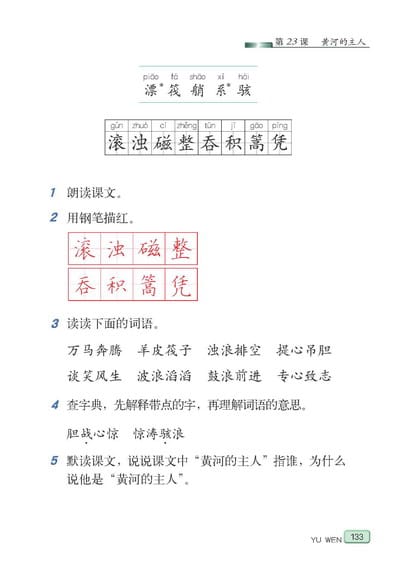 第23课 黄河的主人
piāo fá shāo xì hài
漂* 筏 艄 系* 骇
gǔn zhuó cí zhěng tūn jī gāo píng
滚 浊 磁 整 吞 积 篙 凭
1 朗读课文。
2 用钢笔描红。
滚 浊 磁 整
吞 积 篙 凭
3 读读下面的词语。
万马奔腾 羊皮筏子 浊浪排空 提心吊胆
谈笑风生 波浪滔滔 鼓浪前进 专心致志
4 查字典，先解释带点的字，再理解词语的意思。
胆战心惊 惊涛骇浪
5 默读课文，说说课文中“黄河的主人”指谁，为什么
说他是“黄河的主人”。
YU WEN 133